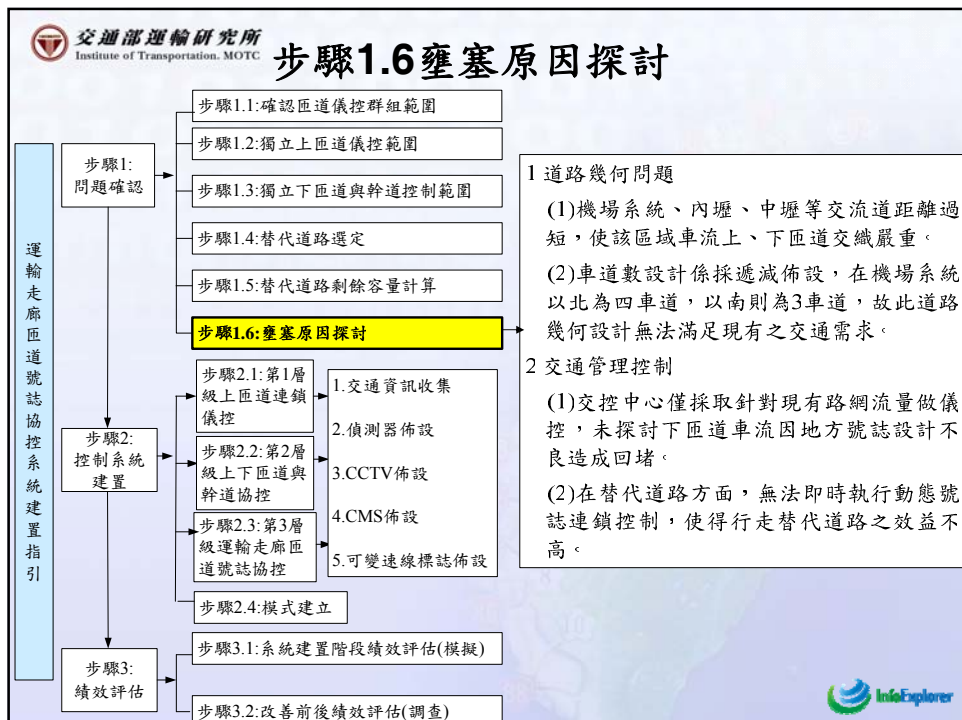 交通部運輸研究所
Institute of Transportation. MOTC
步驟1.6壅塞原因探討
運輸走廊匝道號誌協控系統建置指引
步驟1:
問題確認
步驟1.1:確認匝道儀控群組範圍
步驟1.2:獨立上匝道儀控範圍
步驟1.3:獨立下匝道與幹道控制範圍
步驟1.4:替代道路選定
步驟1.5:替代道路剩餘容量計算
步驟1.6:壅塞原因探討
1 道路幾何問題
(1)機場系統、內壢、中壢等交流道距離過
短，使該區域車流上、下匝道交織嚴重。
(2)車道數設計係採遞減佈設，在機場系統
以北為四車道，以南則為3車道，故此道路
幾何設計無法滿足現有之交通需求。
2 交通管理控制
(1)交控中心僅採取針對現有路網流量做儀
控，未探討下匝道車流因地方號誌設計不
良造成回堵。
(2)在替代道路方面，無法即時執行動態號
誌連鎖控制，使得行走替代道路之效益不
高。
步驟2:
控制系統
建置
步驟2.1:第1層
級上匝道連鎖
儀控
步驟2.2:第2層
級上下匝道與
幹道協控
步驟2.3:第3層
級運輸走廊匝
道號誌協控
步驟2.4:模式建立
1.交通資訊收集
2.偵測器佈設
3.CCTV佈設
4.CMS佈設
5.可變速線標誌佈設
步驟3:
績效評估
步驟3.1:系統建置階段績效評估(模擬)
步驟3.2:改善前後績效評估(調查)
InfoExplorer